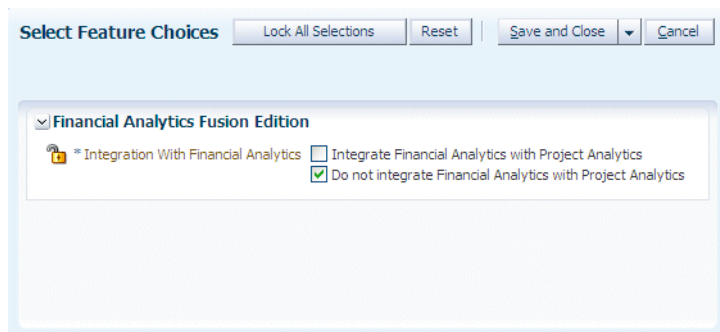 Select Feature Choices Lock All Selections Reset Save and Close Cancel
Financial Analytics Fusion Edition
* Integration With Financial Analytics Integrate Financial Analytics with Project Analytics
Do not integrate Financial Analytics with Project Analytics